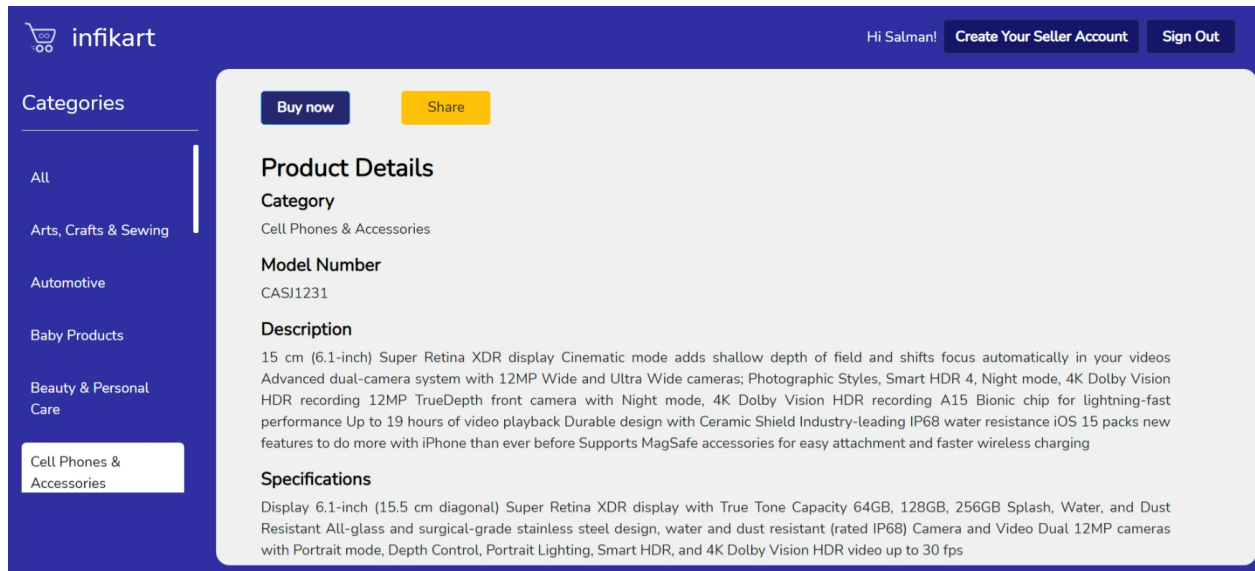 infikart
Hi Salman!
Create Your Seller Account
Sign Out
Categories
All
Arts, Crafts & Sewing
Automotive
Baby Products
Beauty & Personal
Care
Cell Phones &
Accessories
Buy now
Share
Product Details
Category
Cell Phones & Accessories
Model Number
CASJ1231
Description
15 cm (6.1-inch) Super Retina XDR display Cinematic mode adds shallow depth of field and shifts focus automatically in your videos
Advanced dual-camera system with 12MP Wide and Ultra Wide cameras; Photographic Styles, Smart HDR 4, Night mode, 4K Dolby Vision
HDR recording 12MP TrueDepth front camera with Night mode, 4K Dolby Vision HDR recording A15 Bionic chip for lightning-fast
performance Up to 19 hours of video playback Durable design with Ceramic Shield Industry-leading IP68 water resistance iOS 15 packs new
features to do more with iPhone than ever before Supports MagSafe accessories for easy attachment and faster wireless charging
Specifications
Display 6.1-inch (15.5 cm diagonal) Super Retina XDR display with True Tone Capacity 64GB, 128GB, 256GB Splash, Water, and Dust
Resistant All-glass and surgical-grade stainless steel design, water and dust resistant (rated IP68) Camera and Video Dual 12MP cameras
with Portrait mode, Depth Control, Portrait Lighting, Smart HDR, and 4K Dolby Vision HDR video up to 30 fps